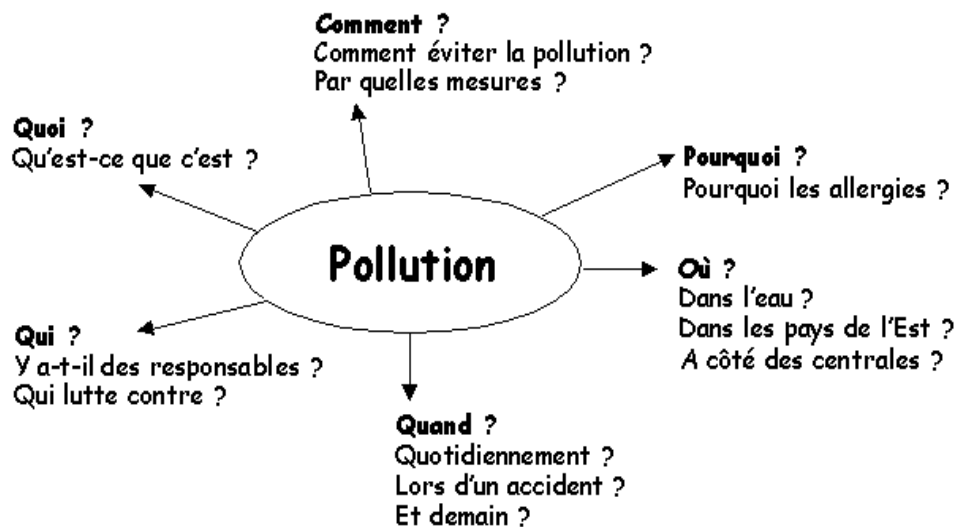 Comment ?
Comment éviter la pollution ?
Par quelles mesures ?
Quoi ?
Qu'est-ce que c'est ?
Pourquoi ?
Pourquoi les allergies ?
Pollution
Où ?
Dans l'eau ?
Dans les pays de l'Est ?
A côté des centrales ?
Qui ?
Y a-t-il des responsables ?
Qui lutte contre ?
Quand ?
Quotidiennement ?
Lors d'un accident ?
Et demain ?